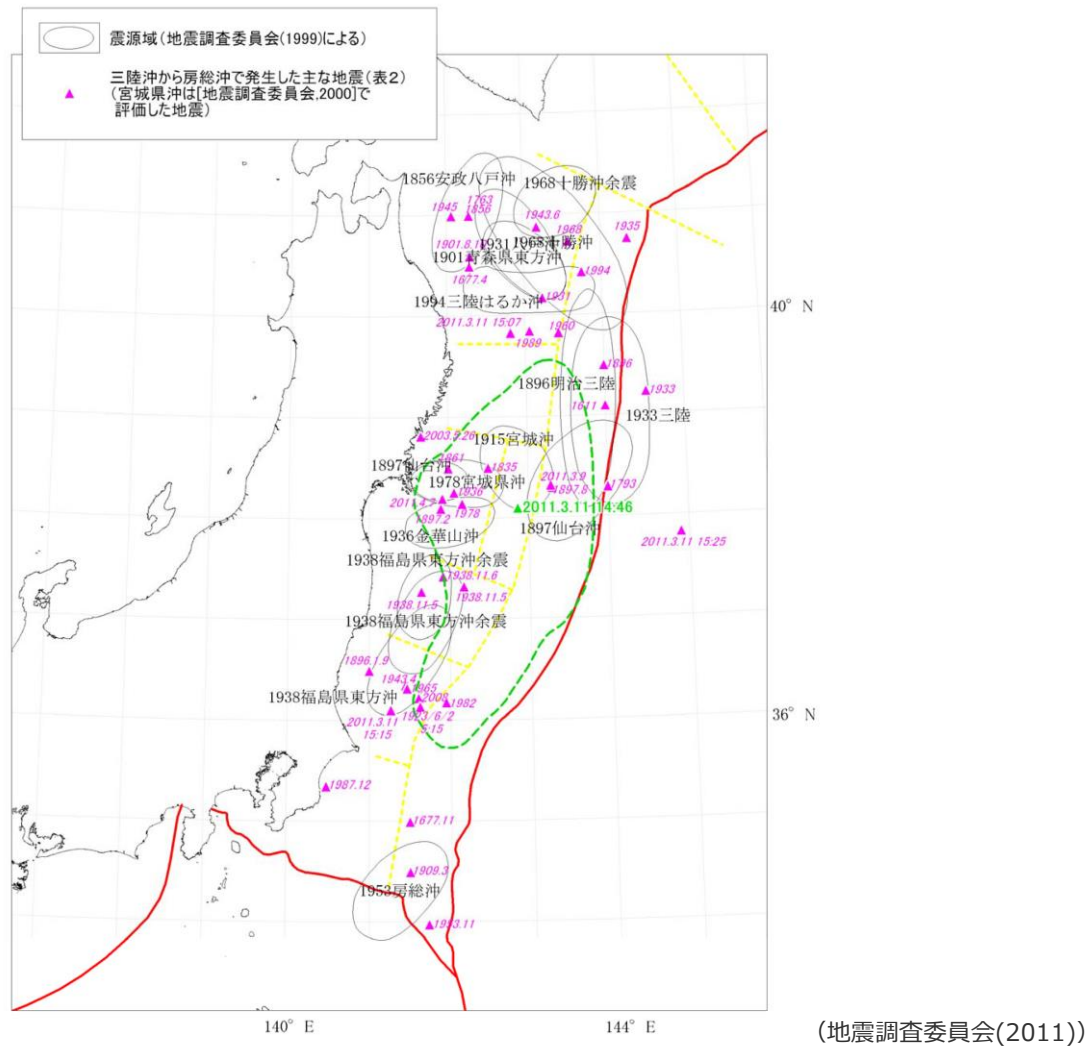 震源域(地震調査委員会(1999)による)
三陸沖から房総沖で発生した主な地震(表2)
(宮城県沖は[地震調査委員会,2000]で
評価した地震)
1856安政八戸沖
1968十勝沖余震
1763
1945
1856
1943.6
1968
1935
1901青森県東方沖
1677.4
1994
1994三陸はるか沖
1931
2011.3.11 15:07
1989
1960
40° N
1896
1896明治三陸
1933
1611
1933三陸
2003.5.26
1915宮城沖
1861
1897仙台沖
1835
1978宮城県沖
2011.3.9
1936
1897.8
1793
2011.4.7
1978
2011.3.11 14:46
1897.2
1897仙台沖
1936金華山沖
2011.3.11 15:25
1938福島県東方沖余震
1938.11.6
1938.11.5
1938.11.5
1938福島県東方沖余震
1896.1.9
1943.4
1965
1938福島県東方沖
2008
1982
36° N
2011.3.11
15:15
1923/6/2
5:15
1987.12
1677.11
1909.3
1953房総沖
1953.11
140° E
144° E
(地震調査委員会(2011))